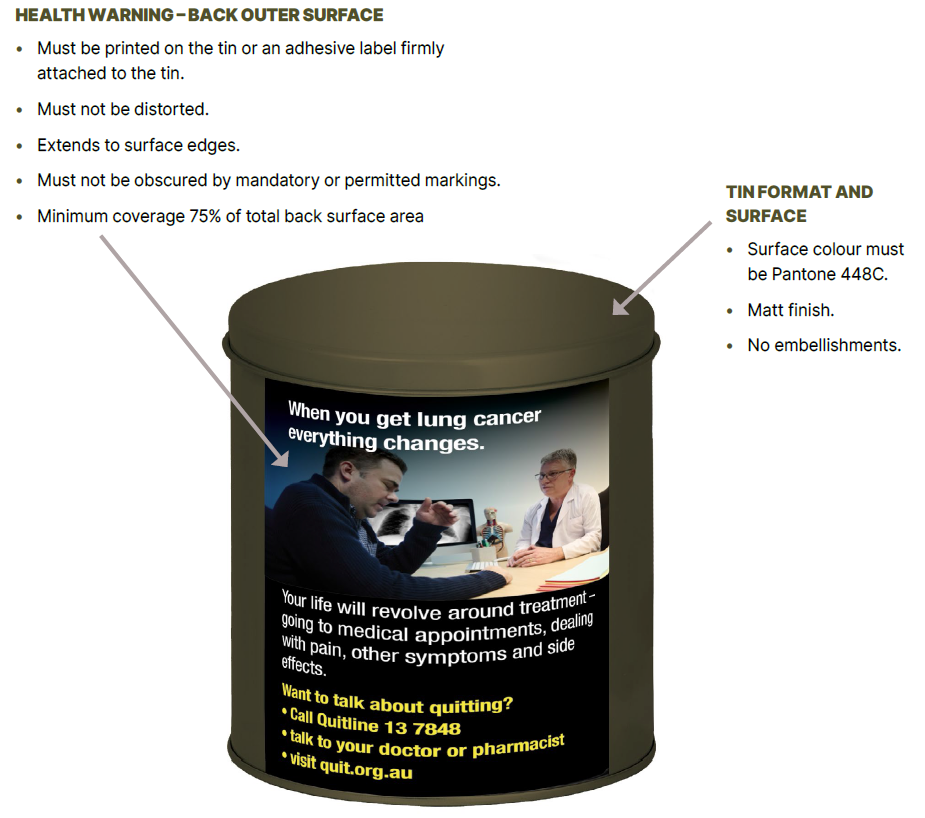 HEALTH WARNING – BACK OUTER SURFACE
• Must be printed on the tin or an adhesive label firmly
attached to the tin.
• Must not be distorted.
• Extends to surface edges.
• Must not be obscured by mandatory or permitted markings.
• Minimum coverage 75% of total back surface area
TIN FORMAT AND
SURFACE
• Surface colour must
be Pantone 448C.
• Matt finish.
• No embellishments.
When you get lung cancer
everything changes.
Your life will revolve around treatment –
going to medical appointments, dealing
with pain, other symptoms and side
effects.
Want to talk about quitting?
• Call Quitline 13 7848
• talk to your doctor or pharmacist
• visit quit.org.au